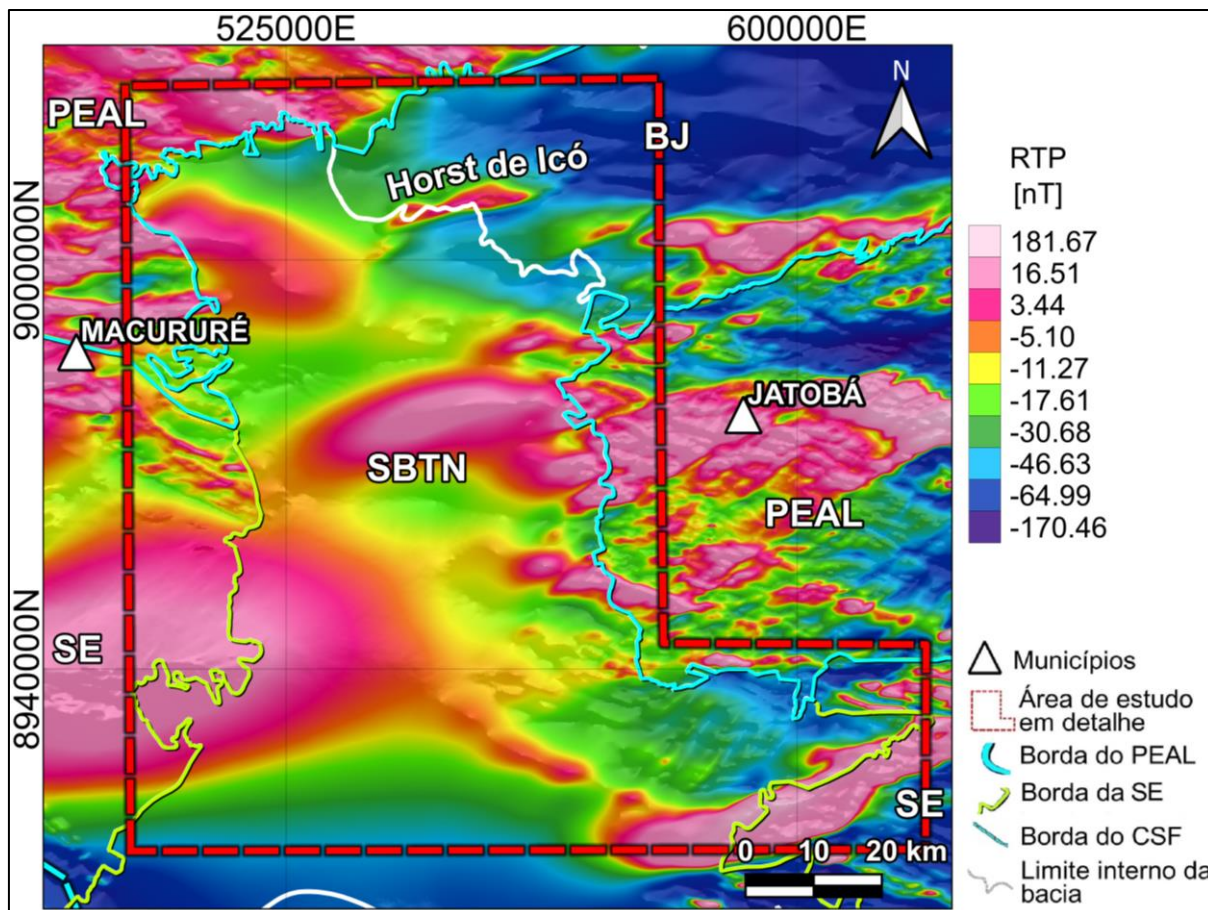 525000E 600000E
PEAL
BJ
N
Horst de Icó
9000000N
MACURURÉ
JATOBÁ
SBTN
PEAL
SE
8940000N
SE
0 10 20 km
RTP
[nT]
181.67
16.51
3.44
-5.10
-11.27
-17.61
-30.68
-46.63
-64.99
-170.46
Municípios
Área de estudo
em detalhe
Borda do PEAL
Borda da SE
Borda do CSF
Limite interno da
bacia